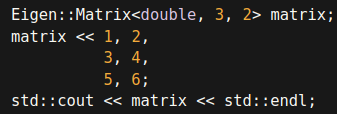 Eigen::Matrix<double, 3, 2> matrix;
matrix << 1, 2,
          3, 4,
          5, 6;
std::cout << matrix << std::endl;